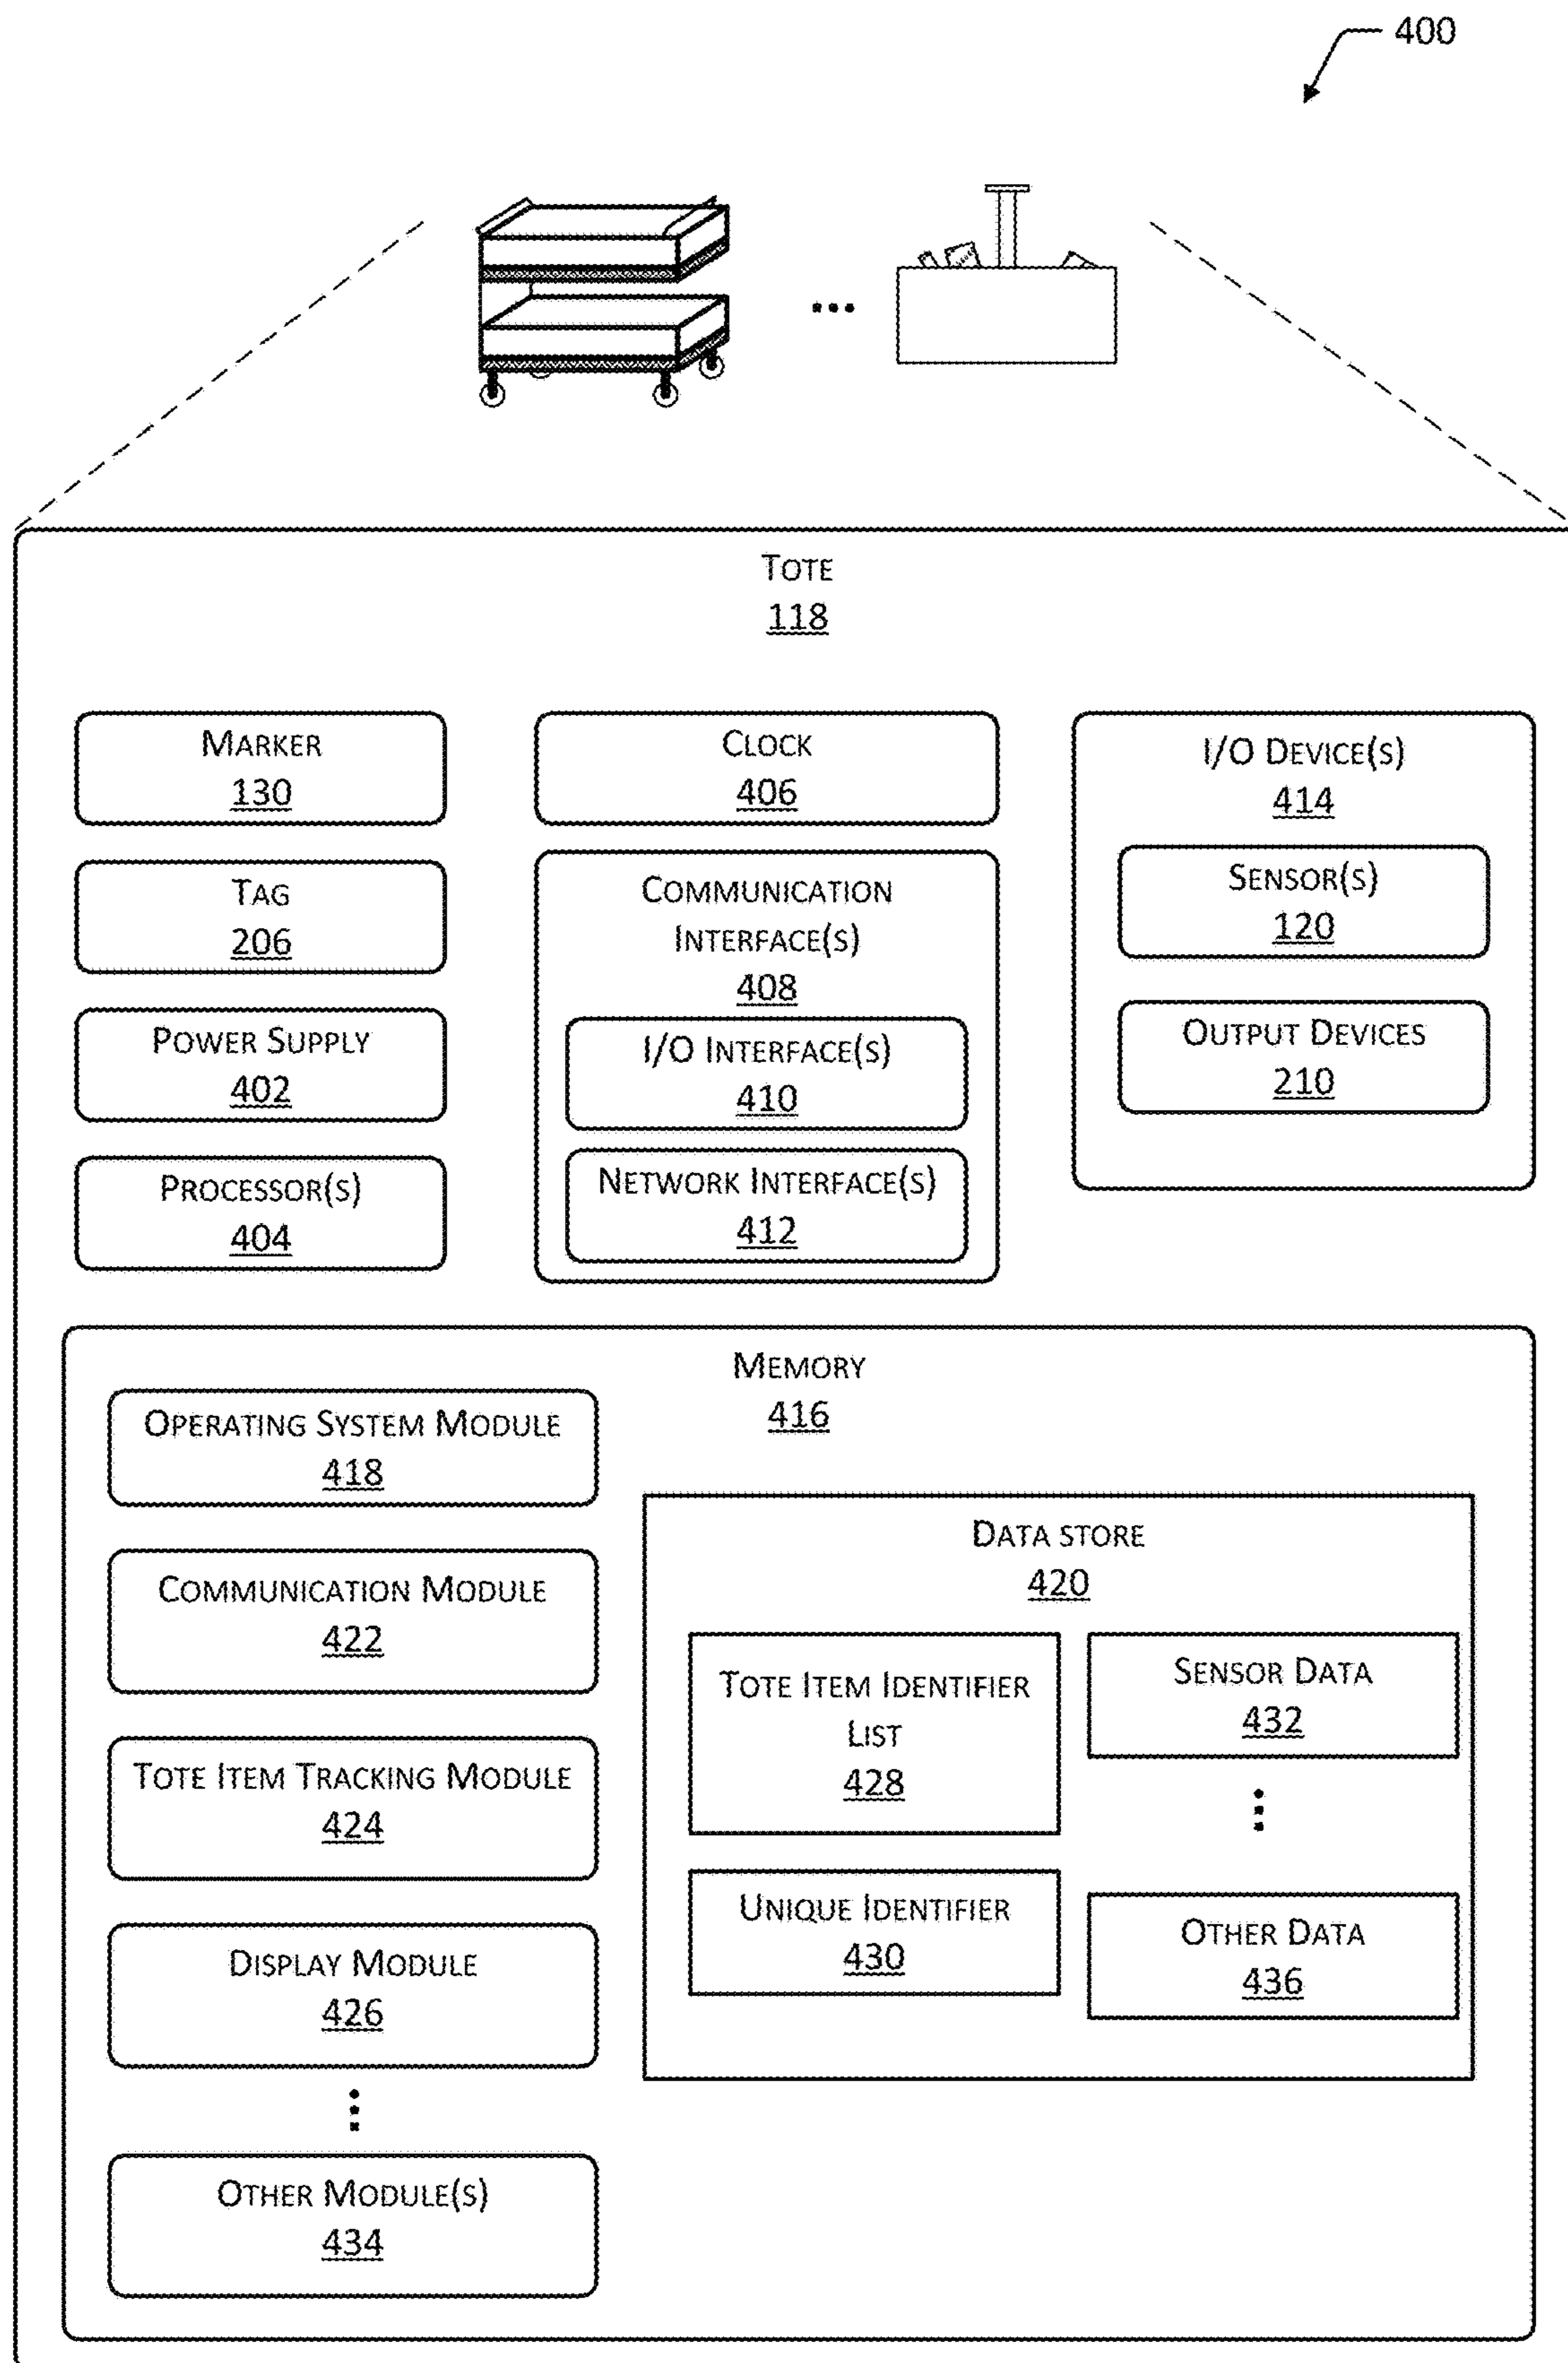 400
TOTE
118
MARKER
130
TAG
206
POWER SUPPLY
402
PROCESSOR(S)
404
CLOCK
406
COMMUNICATION
INTERFACE(S)
408
I/O INTERFACE(S)
410
NETWORK INTERFACE(S)
412
I/O DEVICE(S)
414
SENSOR(S)
120
OUTPUT DEVICES
210
MEMORY
416
OPERATING SYSTEM MODULE
418
COMMUNICATION MODULE
422
TOTE ITEM TRACKING MODULE
424
DISPLAY MODULE
426
OTHER MODULE(S)
434
DATA STORE
420
TOTE ITEM IDENTIFIER
LIST
428
UNIQUE IDENTIFIER
430
SENSOR DATA
432
OTHER DATA
436